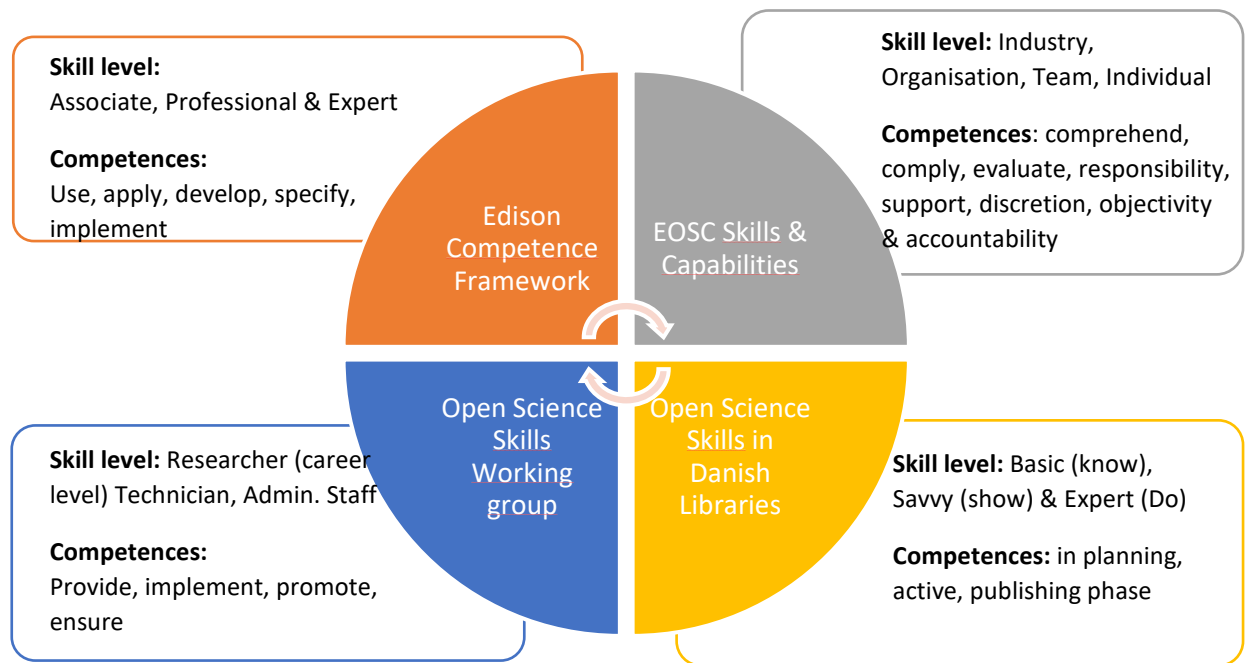 Skill level:
Associate, Professional & Expert
Competences:
Use, apply, develop, specify,
implement
Skill level: Industry,
Organisation, Team, Individual
Competences: comprehend,
comply, evaluate, responsibility,
support, discretion, objectivity
& accountability
Edison
Competence
Framework
EOSC Skills &
Capabilities
Open Science
Skills
Working
group
Open Science
Skills in
Danish
Libraries
Skill level: Researcher (career
level) Technician, Admin. Staff
Competences:
Provide, implement, promote,
ensure
Skill level: Basic (know),
Savvy (show) & Expert (Do)
Competences: in planning,
active, publishing phase